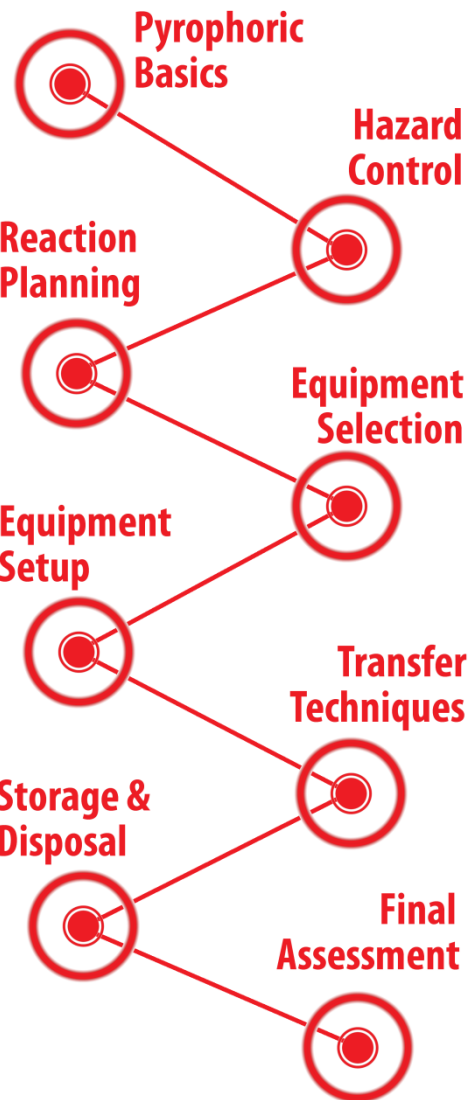 Pyrophoric
Basics
Hazard
Control
Reaction
Planning
Equipment
Selection
Equipment
Setup
Transfer
Techniques
Storage &
Disposal
Final
Assessment